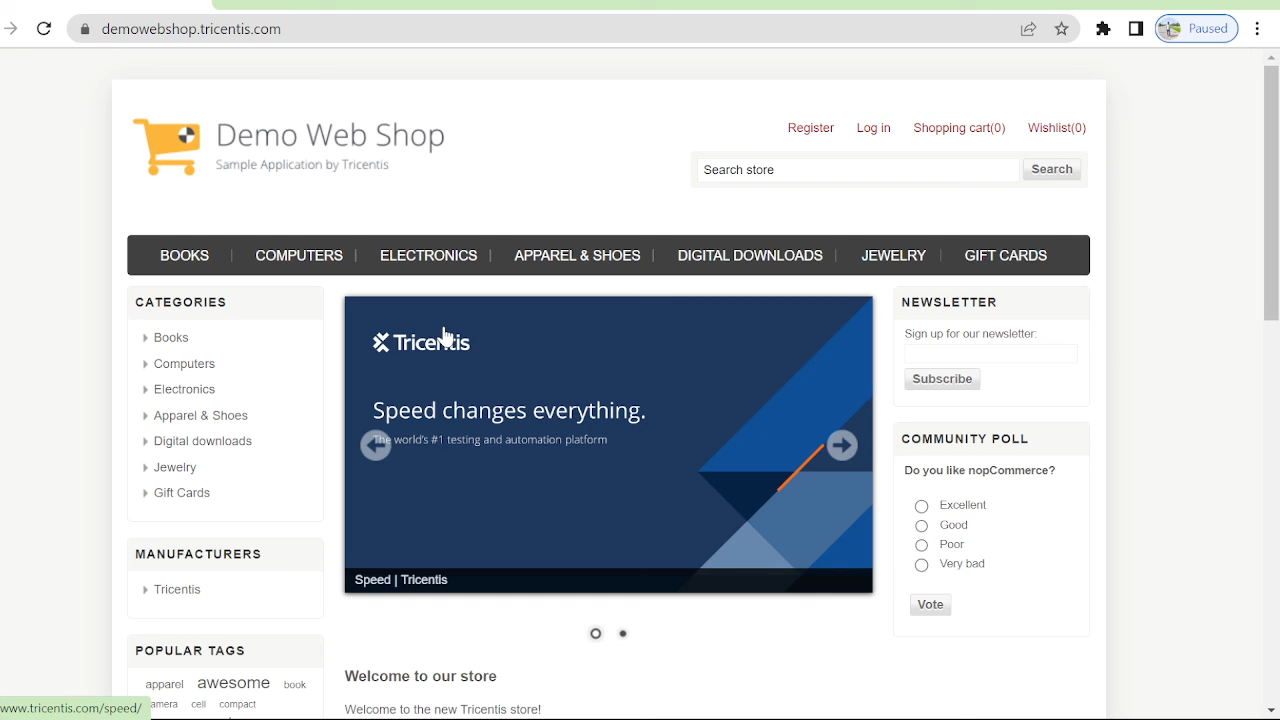 demowebshop.tricentis.com
Paused
Demo Web Shop
Sample Application by Tricentis
Register Log in Shopping cart(0) Wishlist(0)
Search store Search
BOOKS | COMPUTERS | ELECTRONICS | APPAREL & SHOES | DIGITAL DOWNLOADS | JEWELRY | GIFT CARDS
CATEGORIES
Books
Computers
Electronics
Apparel & Shoes
Digital downloads
Jewelry
Gift Cards
MANUFACTURERS
Tricentis
POPULAR TAGS
apparel awesome book
cell compact
www.tricentis.com/speed/
Tricentis
Speed changes everything.
The world's #1 testing and automation platform
Speed | Tricentis
Welcome to our store
Welcome to the new Tricentis store!
NEWSLETTER
Sign up for our newsletter:
Subscribe
COMMUNITY POLL
Do you like nopCommerce?
Excellent
Good
Poor
Very bad
Vote